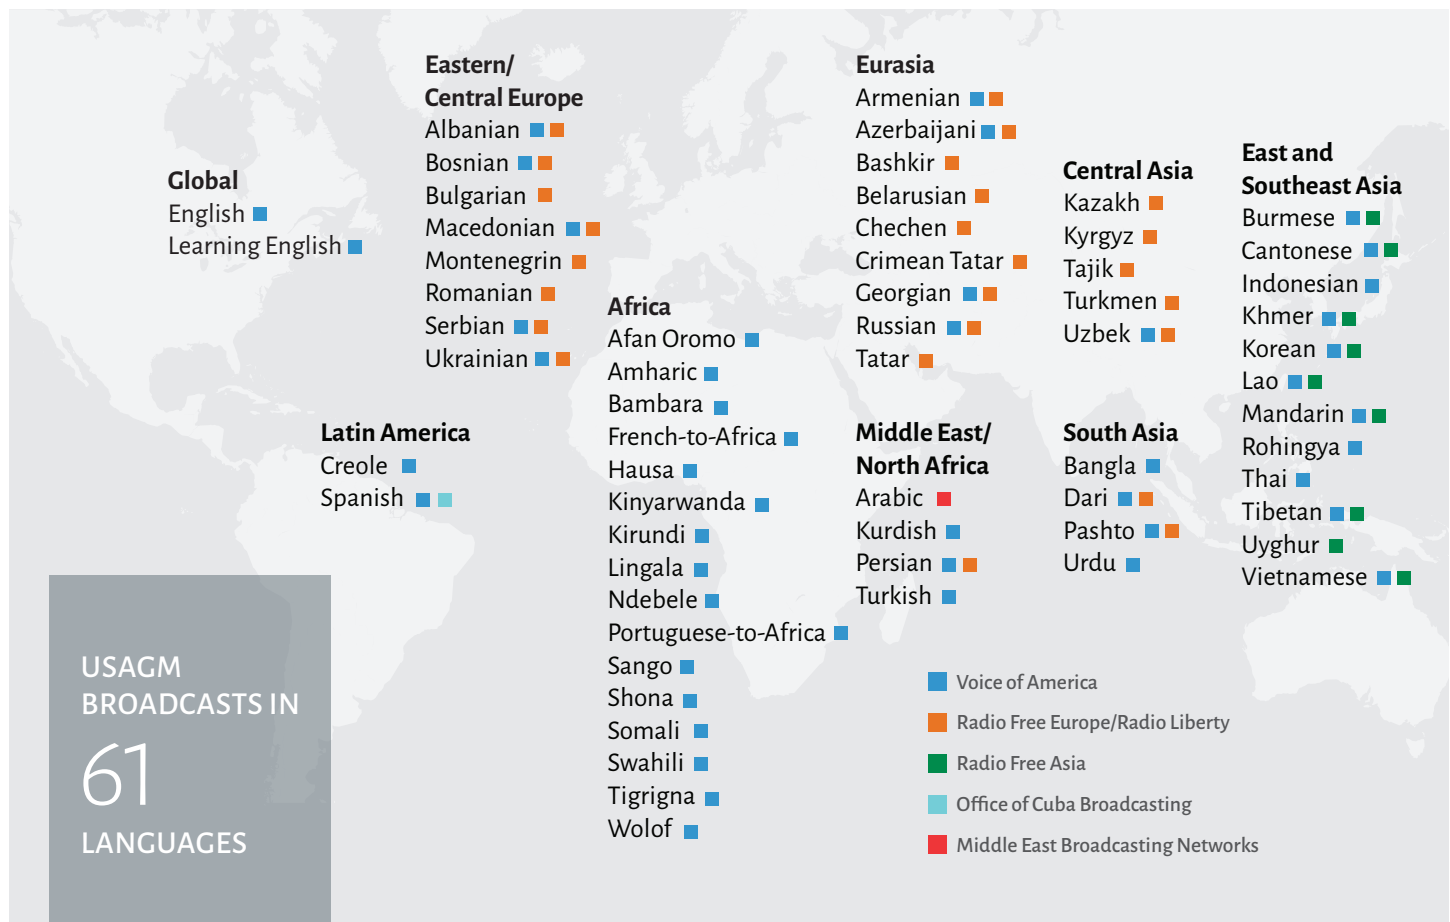 Global
English
Learning English
Eastern/
Central Europe
Albanian
Bosnian
Bulgarian
Macedonian
Montenegrin
Romanian
Serbian
Ukrainian
Latin America
Creole
Spanish
Africa
Afan Oromo
Amharic
Bambara
French-to-Africa
Hausa
Kinyarwanda
Kirundi
Lingala
Ndebele
Portuguese-to-Africa
Sango
Shona
Somali
Swahili
Tigrigna
Wolof
Eurasia
Armenian
Azerbaijani
Bashkir
Belarusian
Chechen
Crimean Tatar
Georgian
Russian
Tatar
Middle East/
North Africa
Arabic
Kurdish
Persian
Turkish
Central Asia
Kazakh
Kyrgyz
Tajik
Turkmen
Uzbek
South Asia
Bangla
Dari
Pashto
Urdu
East and
Southeast Asia
Burmese
Cantonese
Indonesian
Khmer
Korean
Lao
Mandarin
Rohingya
Thai
Tibetan
Uyghur
Vietnamese
USAGM
BROADCASTS IN
61
LANGUAGES
Voice of America
Radio Free Europe/Radio Liberty
Radio Free Asia
Office of Cuba Broadcasting
Middle East Broadcasting Networks